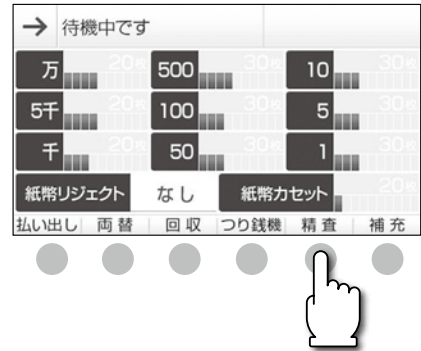 → 待機中です
万 20枚 500 30枚 10 30枚
5千 20枚 100 30枚 5 30枚
千 20枚 50 30枚 1 30枚
紙幣リジェクト なし 紙幣カセット 20枚
払い出し 両替 回収 つり銭機 精査 補充